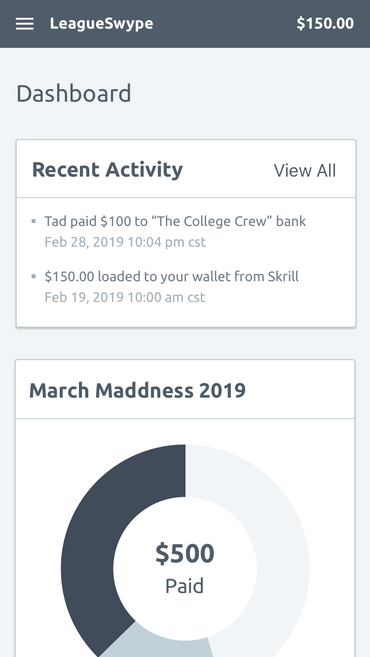 LeagueSwype
$150.00
Dashboard
Recent Activity
View All
Tad paid $100 to “The College Crew” bank
Feb 28, 2019 10:04 pm cst
$150.00 loaded to your wallet from Skrill
Feb 19, 2019 10:00 am cst
March Maddness 2019
$500
Paid